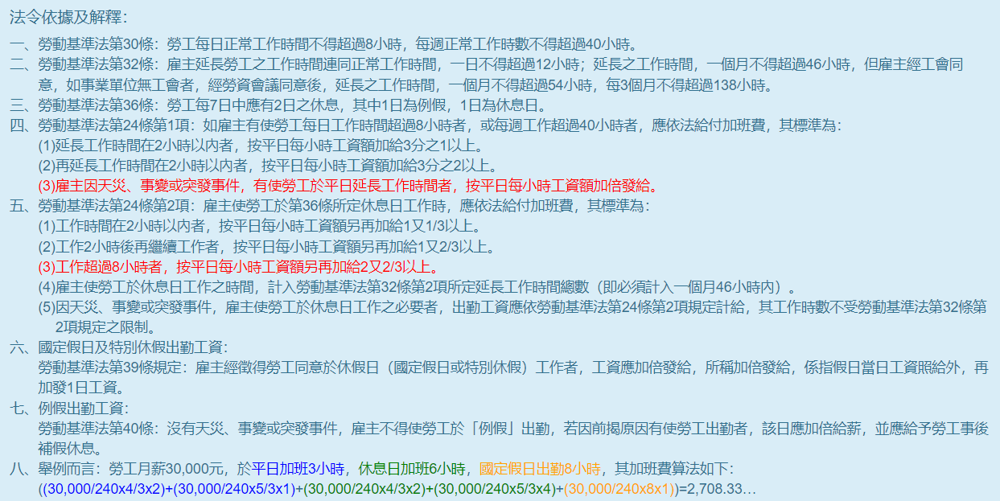 法令依據及解釋：
一、勞動基準法第30條：勞工每日正常工作時間不得超過8小時，每週正常工作時數不得超過40小時。
二、勞動基準法第32條：雇主延長勞工之工作時間連同正常工作時間，一日不得超過12小時；延長之工作時間，一個月不得超過46小時，但雇主經工會同
意，如事業單位無工會者，經勞資會議同意後，延長之工作時間，一個月不得超過54小時，每3個月不得超過138小時。
三、勞動基準法第36條：勞工每7日中應有2日之休息，其中1日為例假，1日為休息日。
四、勞動基準法第24條第1項：如雇主有使勞工每日工作時間超過8小時者，或每週工作超過40小時者，應依法給付加班費，其標準為：
(1)延長工作時間在2小時以內者，按平日每小時工資額加給3分之1以上。
(2)再延長工作時間在2小時以內者，按平日每小時工資額加給3分之2以上。
(3)雇主因天災、事變或突發事件，有使勞工於平日延長工作時間者，按平日每小時工資額加倍發給。
五、勞動基準法第24條第2項：雇主使勞工於第36條所定休息日工作時，應依法給付加班費，其標準為：
(1)工作時間在2小時以內者，按平日每小時工資額另再加給1又1/3以上。
(2)工作2小時後再繼續工作者，按平日每小時工資額另再加給1又2/3以上。
(3)工作超過8小時者，按平日每小時工資額另再加給2又2/3以上。
(4)雇主使勞工於休息日工作之時間，計入勞動基準法第32條第2項所定延長工作時間總數（即必須計入一個月46小時內）。
(5)因天災、事變或突發事件，雇主使勞工於休息日工作之必要者，出勤工資應依勞動基準法第24條第2項規定計給，其工作時數不受勞動基準法第32條第
2項規定之限制。
六、國定假日及特別休假出勤工資：
勞動基準法第39條規定：雇主經徵得勞工同意於休假日（國定假日或特別休假）工作者，工資應加倍發給，所稱加倍發給，係指假日當日工資照給外，再
加發1日工資。
七、例假出勤工資：
勞動基準法第40條：沒有天災、事變或突發事件，雇主不得使勞工於「例假」出勤，若因前揭原因有使勞工出勤者，該日應加倍給薪，並應給予勞工事後
補假休息。
八、舉例而言：勞工月薪30,000元，於平日加班3小時，休息日加班6小時，國定假日出勤8小時，其加班費算法如下：
((30,000/240x4/3x2)+(30,000/240x5/3x1)+(30,000/240x4/3x2)+(30,000/240x5/3x4)+(30,000/240x8x1))=2,708.33…